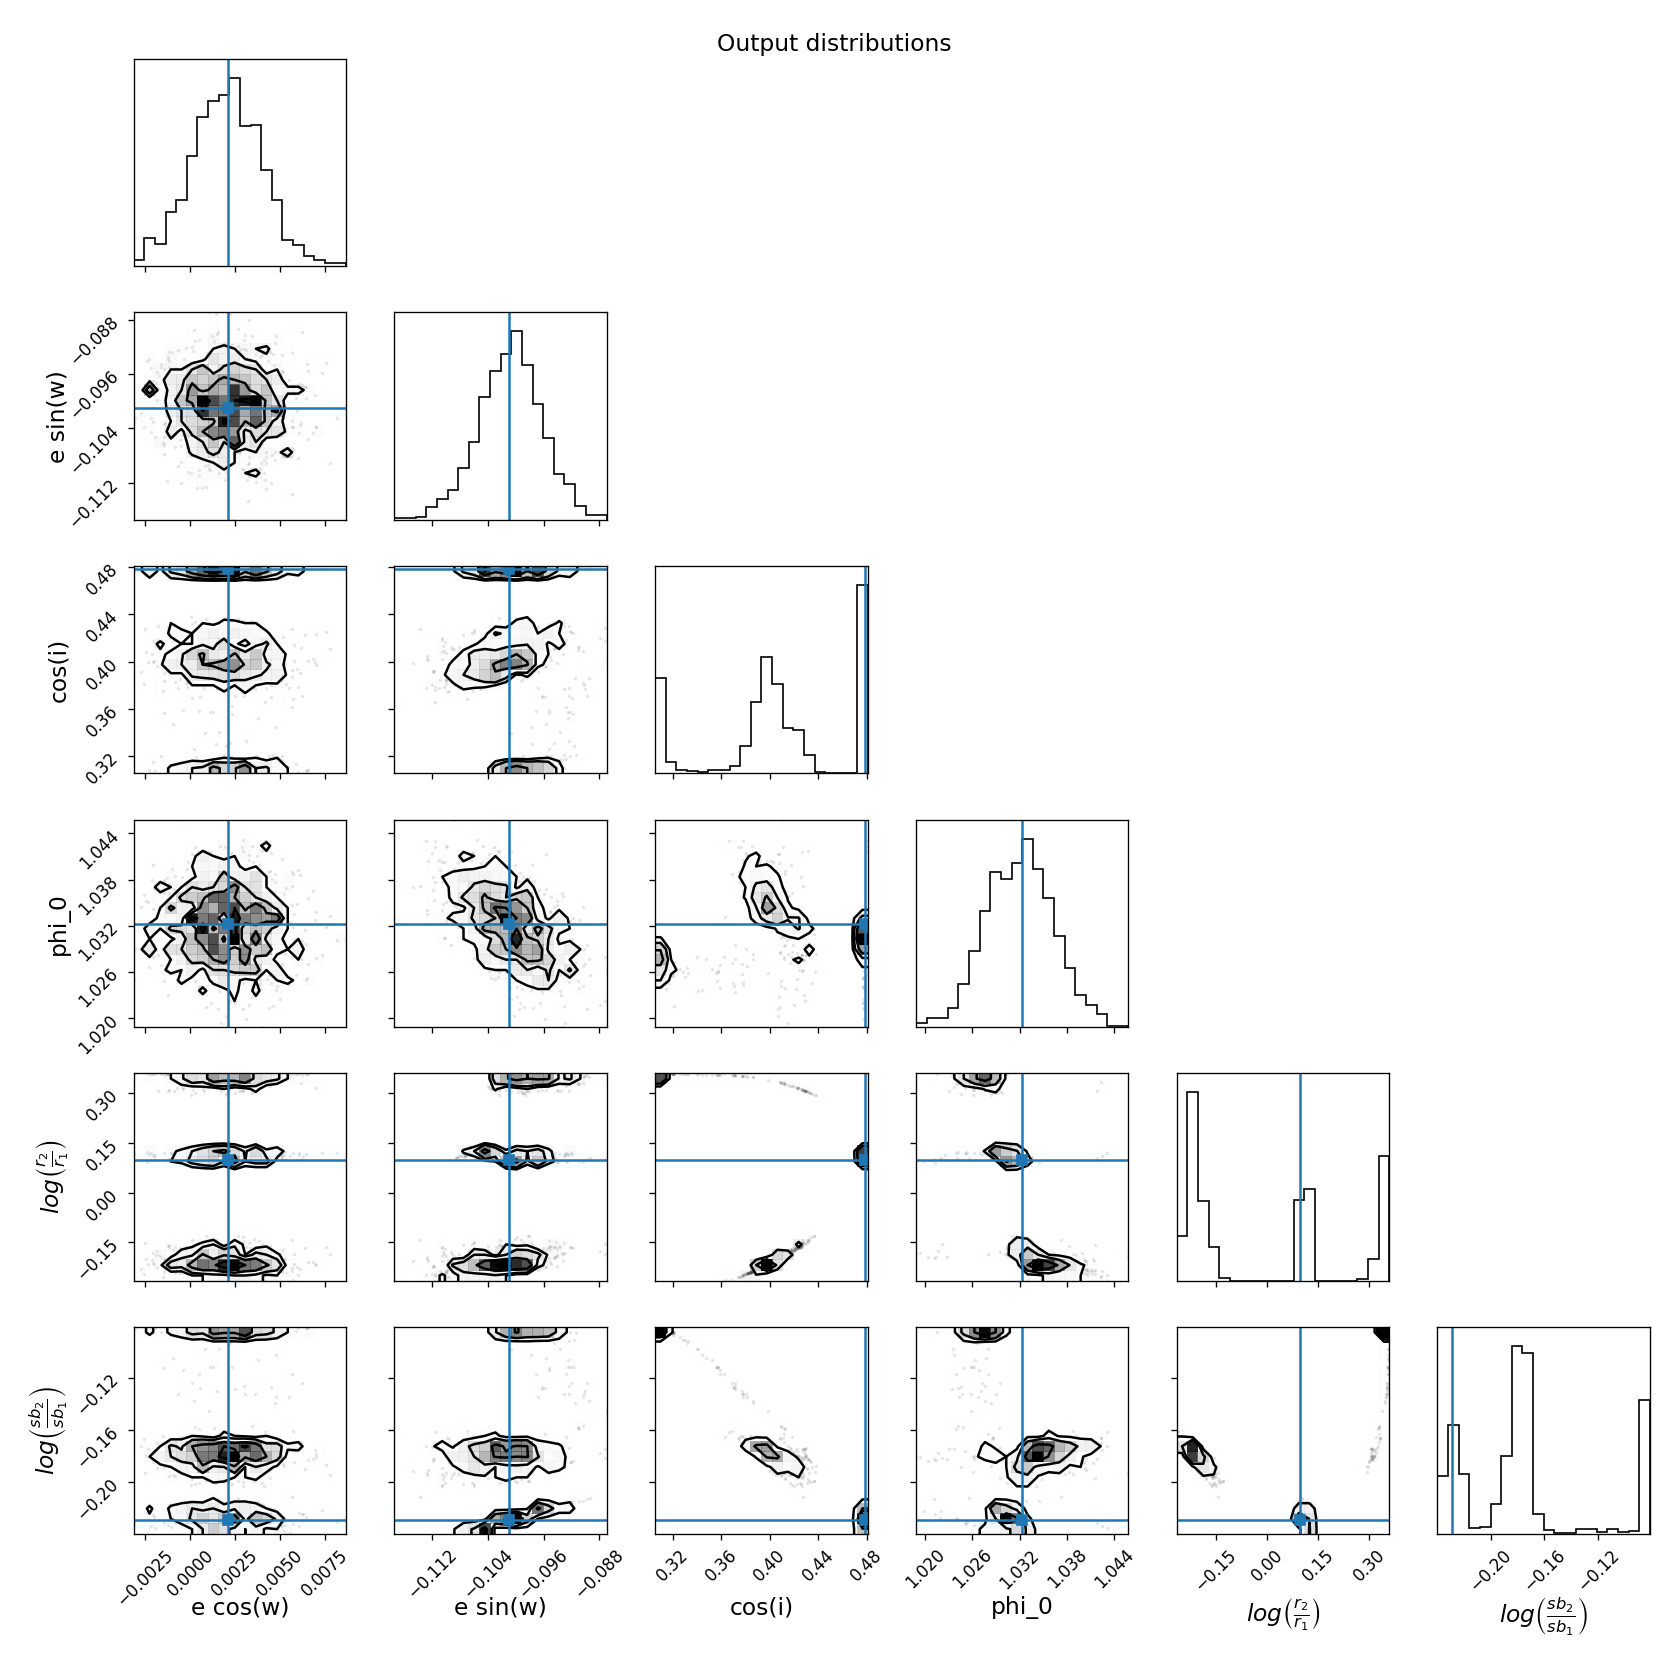 Output distributions
e sin(w)
−0.088
−0.096
−0.104
−0.112
cos(i)
0.48
0.44
0.40
0.36
0.32
phi_0
1.044
1.038
1.032
1.026
1.020
log(r2/r1)
0.30
0.15
0.00
−0.15
log(sb2/sb1)
−0.12
−0.16
−0.20
−0.0025 0.0000 0.0025 0.0050 0.0075
−0.112 −0.104 −0.096 −0.088
0.32 0.36 0.40 0.44 0.48
1.020 1.026 1.032 1.038 1.044
−0.15 0.00 0.15 0.30
−0.20 −0.16 −0.12
e cos(w) e sin(w) cos(i) phi_0 log(r2/r1) log(sb2/sb1)